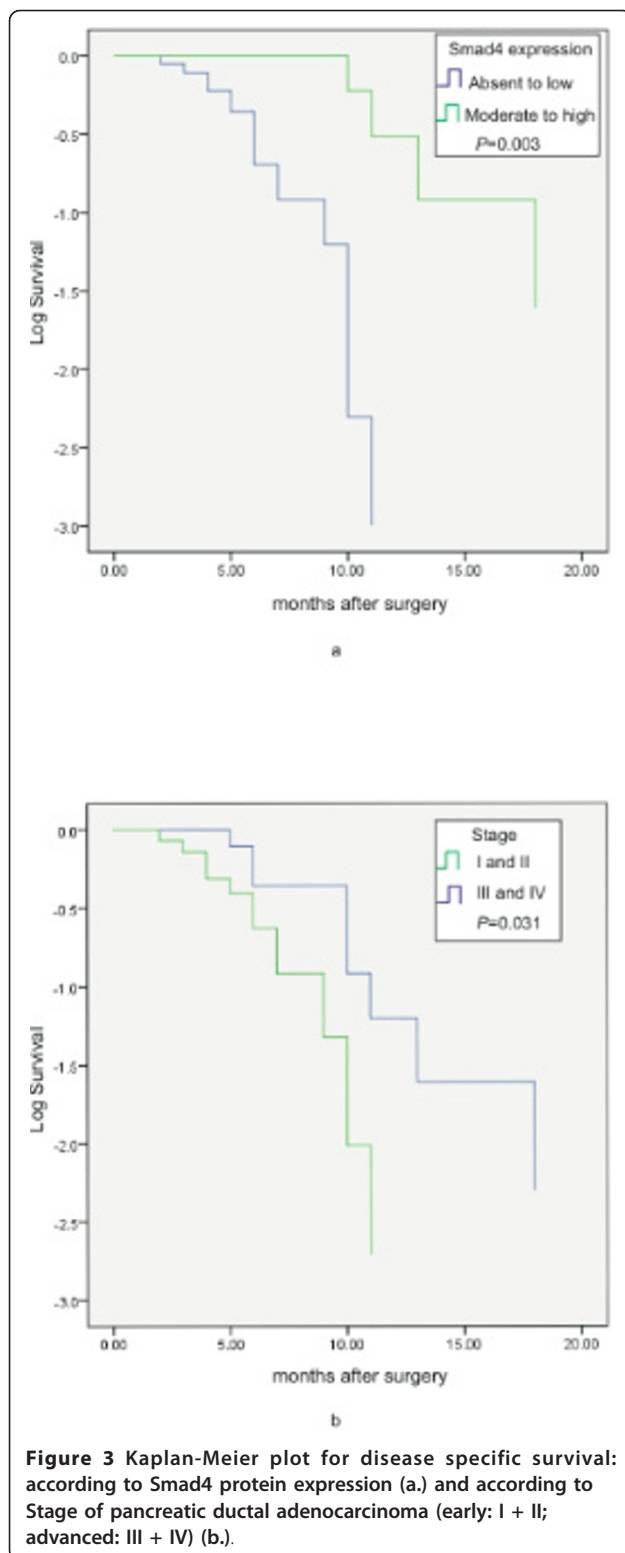 0.0
-0.5
-1.0
-1.5
-2.0
-2.5
-3.0
Log Survival
Smad4 expression
Absent to low
Moderate to high
P=0.003
0.00 5.00 10.00 15.00 20.00
months after surgery
a
0.0
-0.5
-1.0
-1.5
-2.0
-2.5
-3.0
Log Survival
Stage
I and II
III and IV
P=0.031
0.00 5.00 10.00 15.00 20.00
months after surgery
b
Figure 3 Kaplan-Meier plot for disease specific survival:
according to Smad4 protein expression (a.) and according to
Stage of pancreatic ductal adenocarcinoma (early: I + II;
advanced: III + IV) (b.).